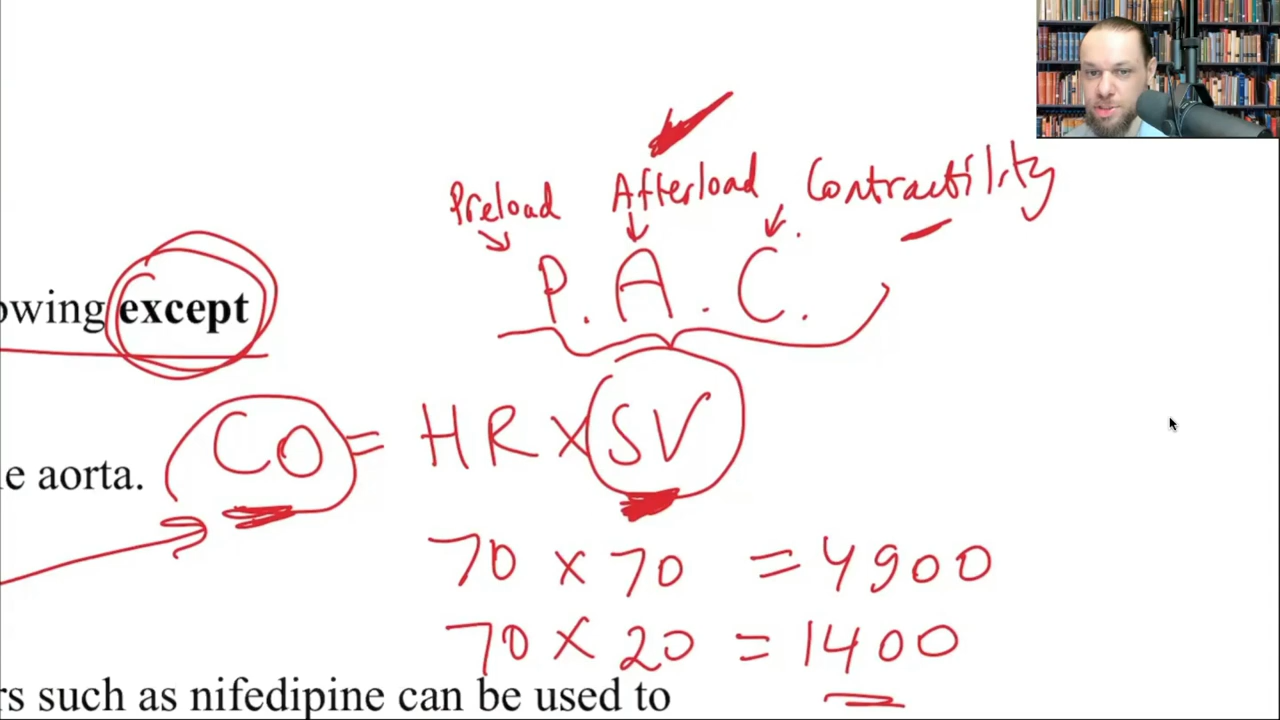 Preload Afterload Contractility
P. A. C.
owing except
CO = HR X SV
e aorta.
70 x 70 = 4900
70 x 20 = 1400
rs such as nifedipine can be used to